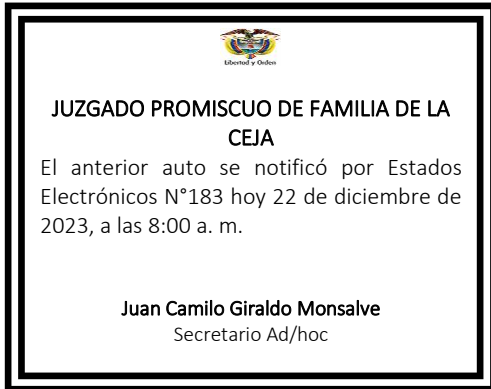 Libertad y Orden
JUZGADO PROMISCUO DE FAMILIA DE LA
CEJA
El anterior auto se notificó por Estados
Electrónicos N°183 hoy 22 de diciembre de
2023, a las 8:00 a. m.
Juan Camilo Giraldo Monsalve
Secretario Ad/hoc